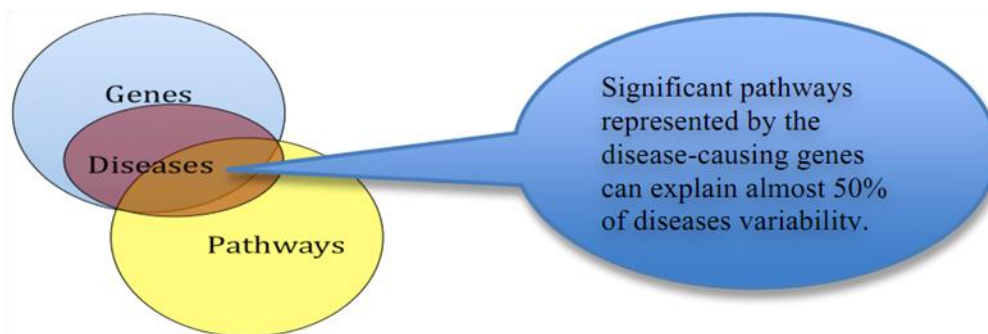 Genes
Diseases
Pathways
Significant pathways
represented by the
disease-causing genes
can explain almost 50%
of diseases variability.